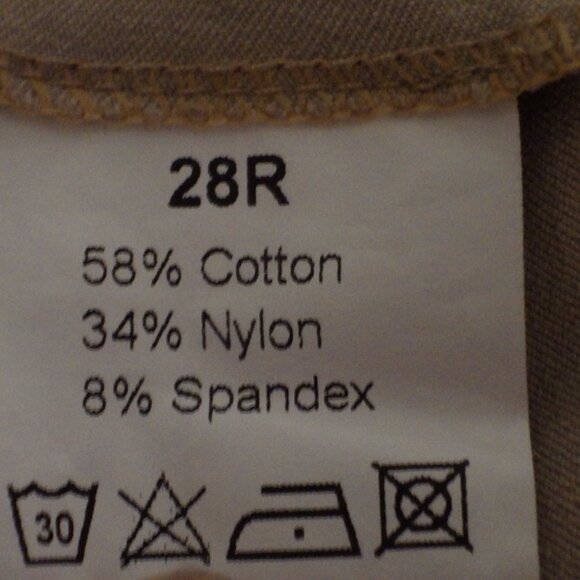 28R
58% Cotton
34% Nylon
8% Spandex
30